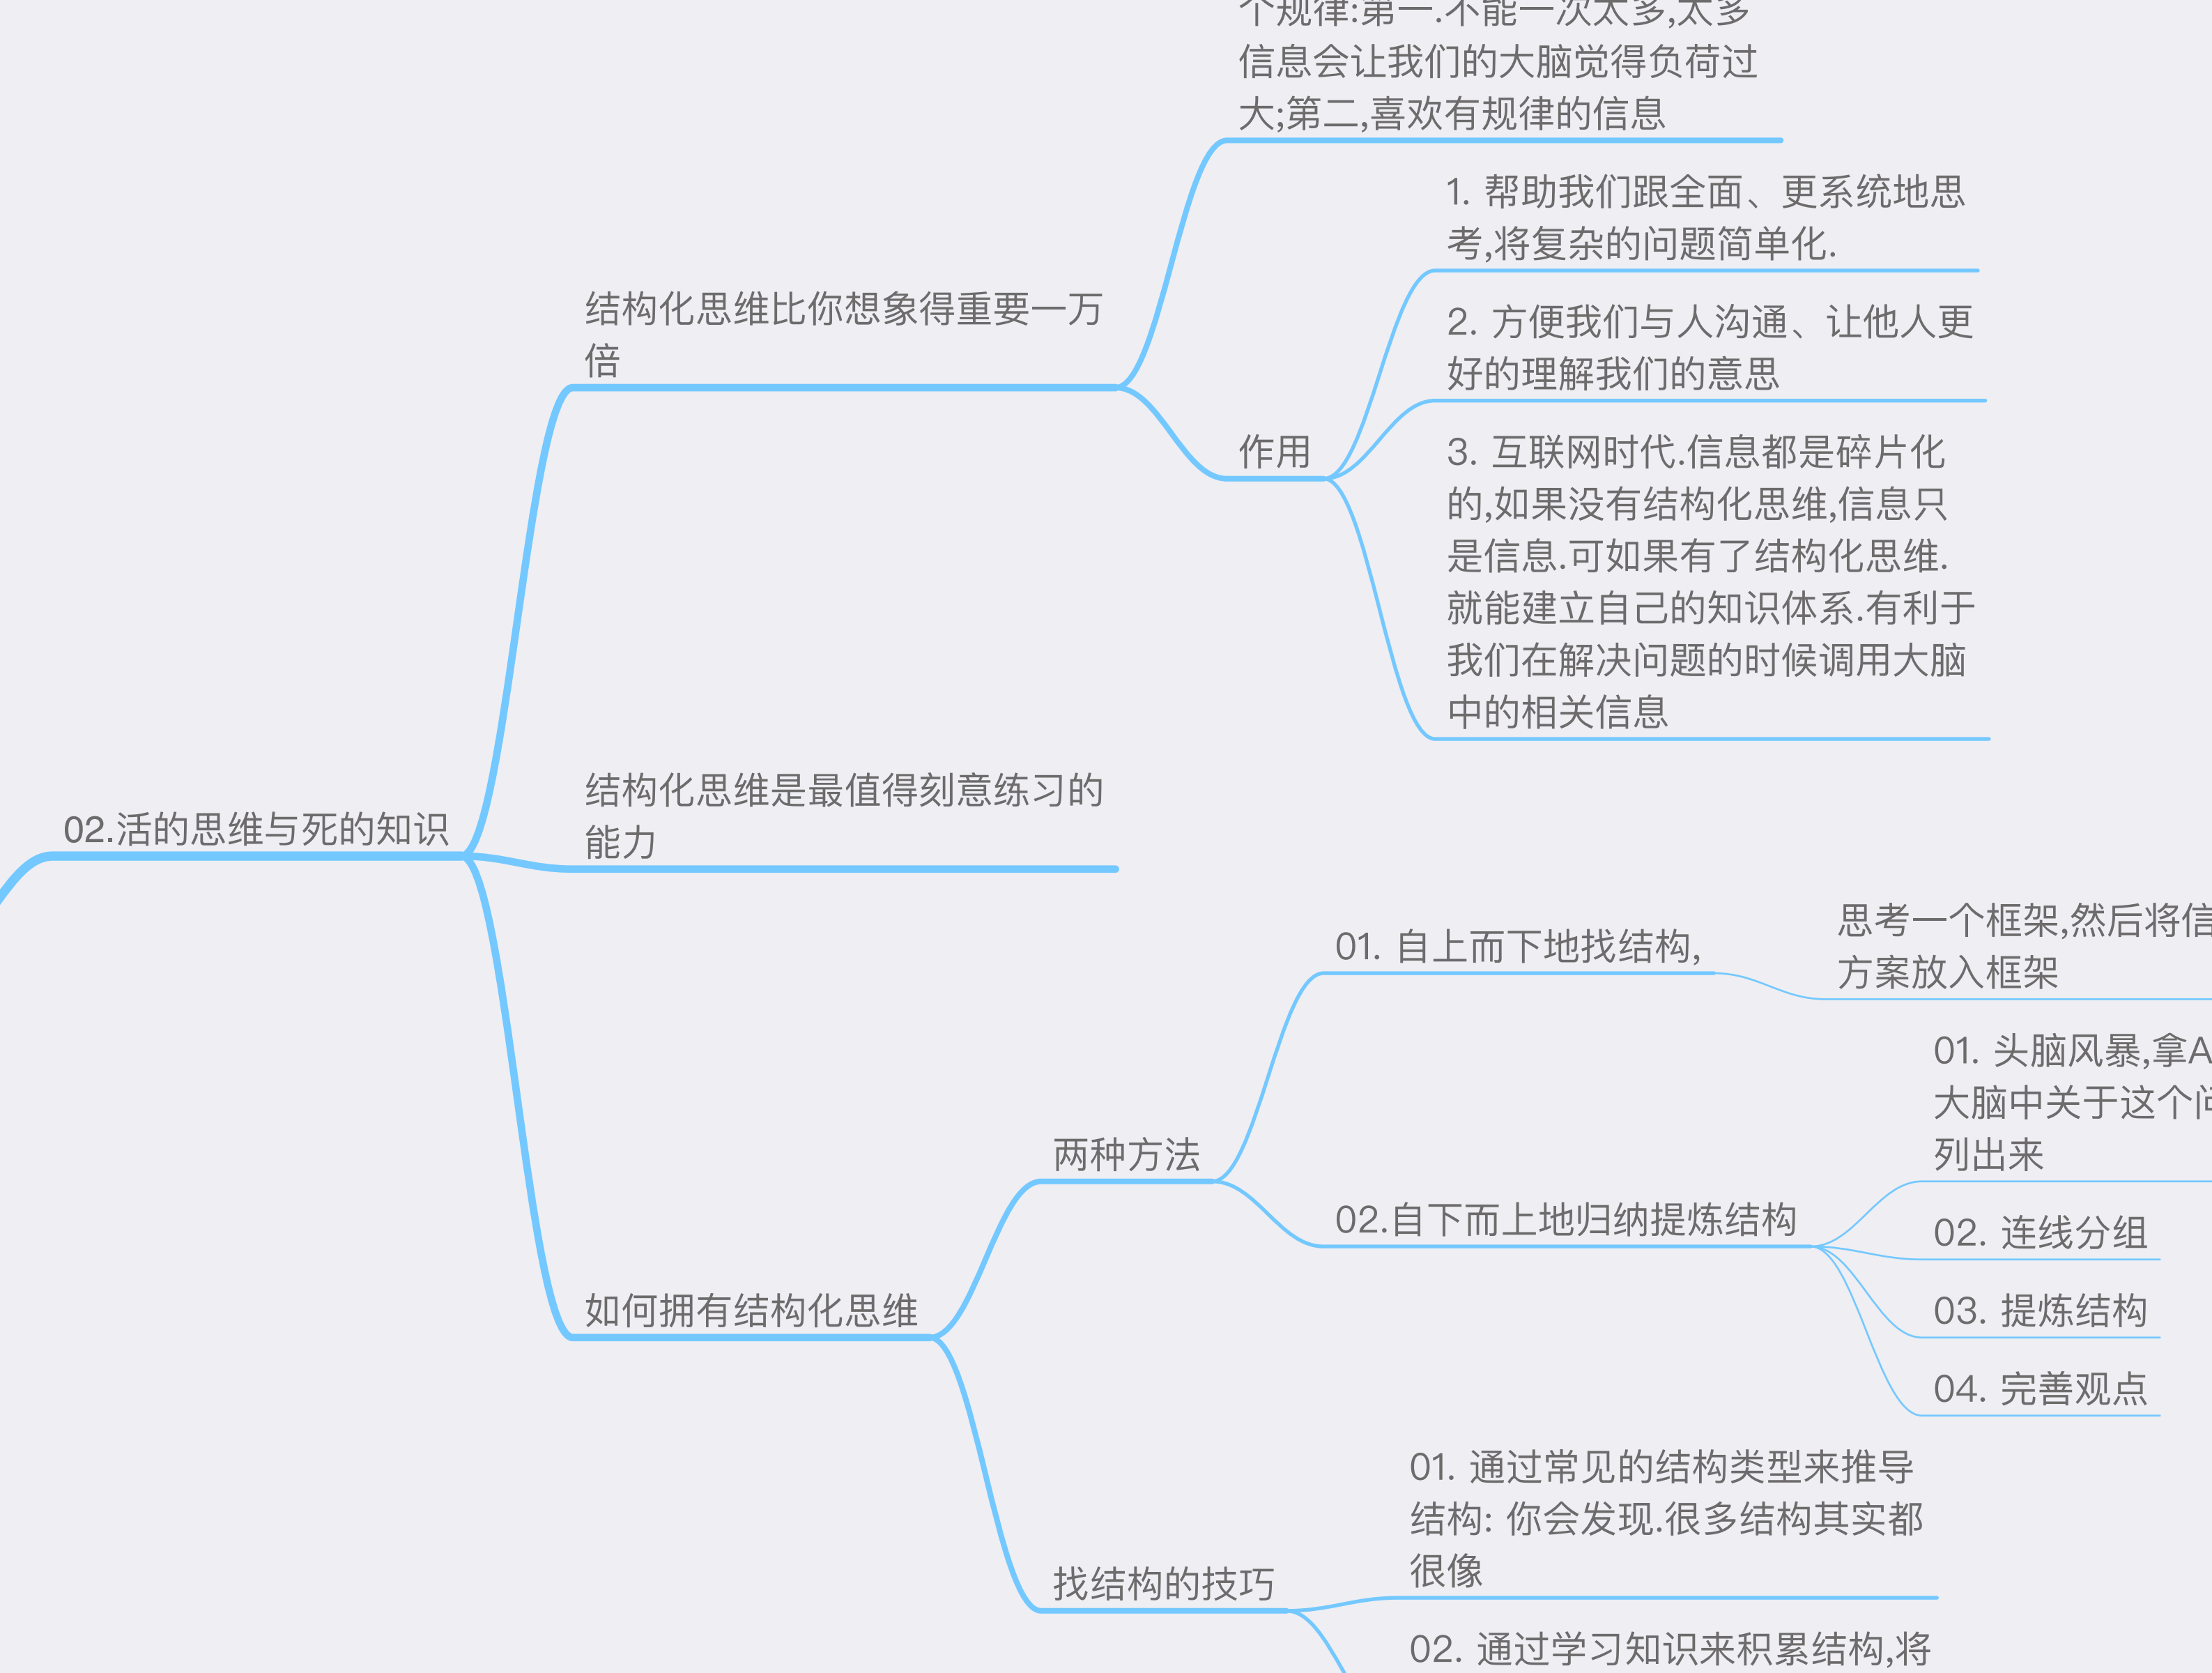 个规律:第一.不能一次太多,太多
信息会让我们的大脑觉得负荷过
大;第二,喜欢有规律的信息
1. 帮助我们跟全面、更系统地思
考,将复杂的问题简单化.
结构化思维比你想象得重要一万
倍
2. 方便我们与人沟通、让他人更
好的理解我们的意思
作用
3. 互联网时代.信息都是碎片化
的,如果没有结构化思维,信息只
是信息.可如果有了结构化思维.
就能建立自己的知识体系.有利于
我们在解决问题的时候调用大脑
中的相关信息
02.活的思维与死的知识
结构化思维是最值得刻意练习的
能力
如何拥有结构化思维
两种方法
01. 自上而下地找结构,
思考一个框架,然后将信
方案放入框架
02.自下而上地归纳提炼结构
01. 头脑风暴,拿A
大脑中关于这个问
列出来
02. 连线分组
03. 提炼结构
04. 完善观点
找结构的技巧
01. 通过常见的结构类型来推导
结构: 你会发现.很多结构其实都
很像
02. 通过学习知识来积累结构,将